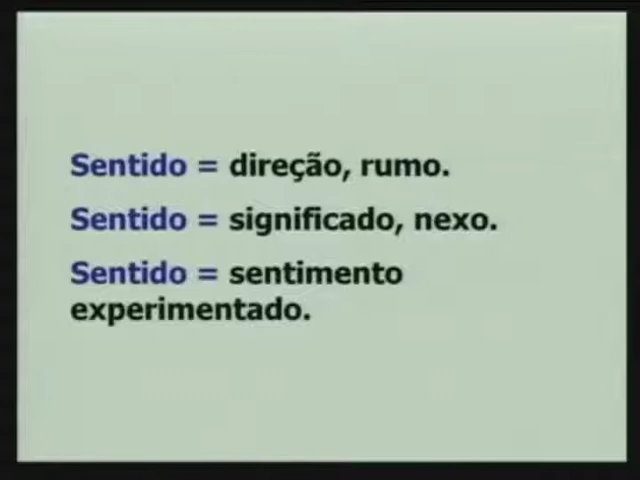 Sentido = direção, rumo.
Sentido = significado, nexo.
Sentido = sentimento
experimentado.